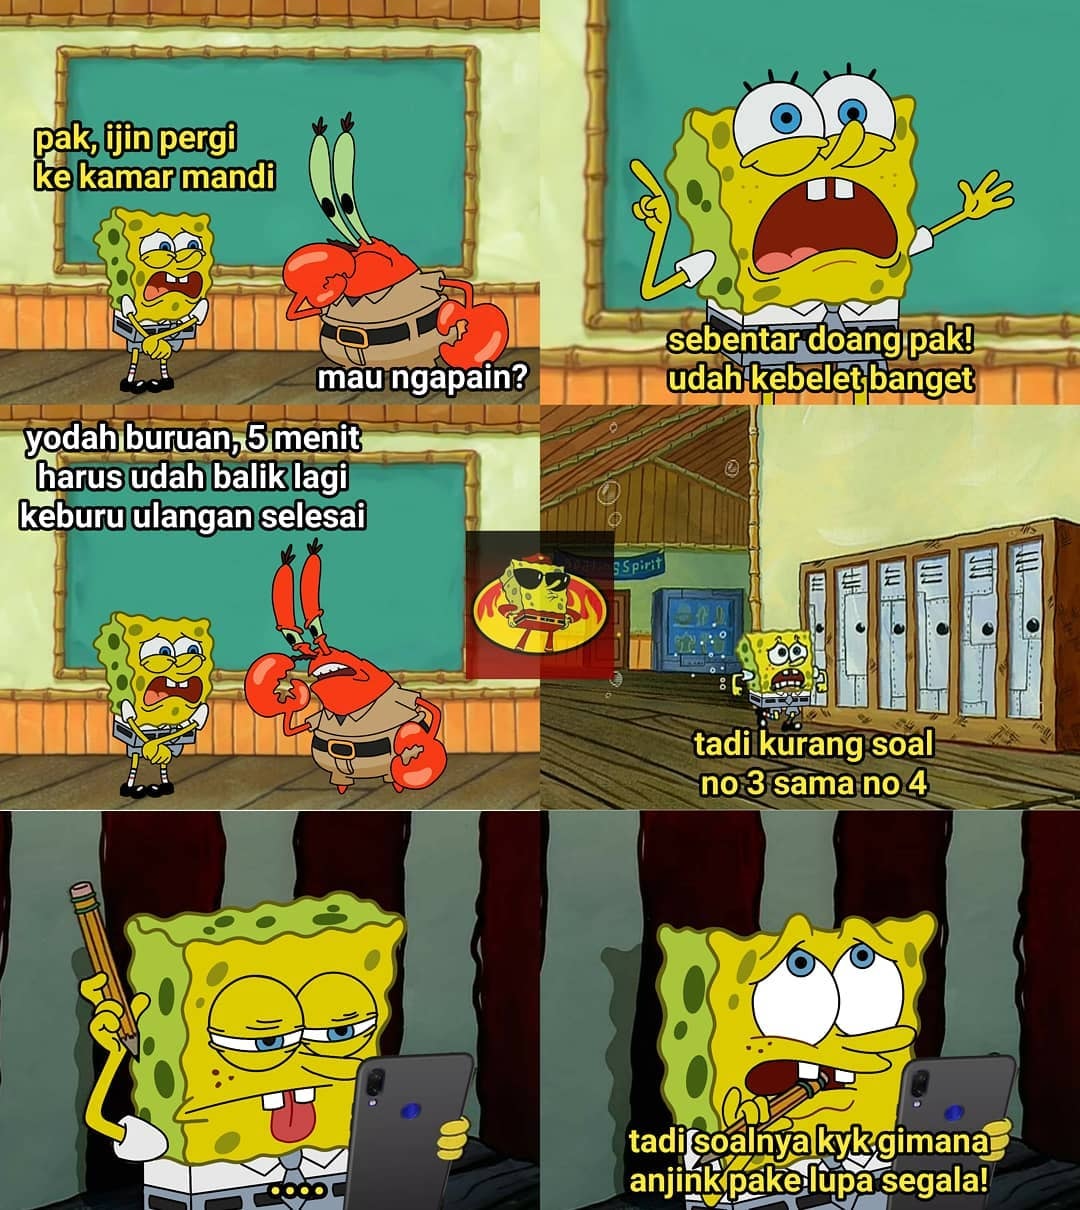 pak, ijin pergi
ke kamar mandi
mau ngapain?
sebentar doang pak!
udah kebelet banget
yodah buruan, 5 menit
harus udah balik lagi
keburu ulangan selesai
Spirit
tadi kurang soal
no 3 sama no 4
....
tadi soalnya kyk gimana
anjink pake lupa segala!